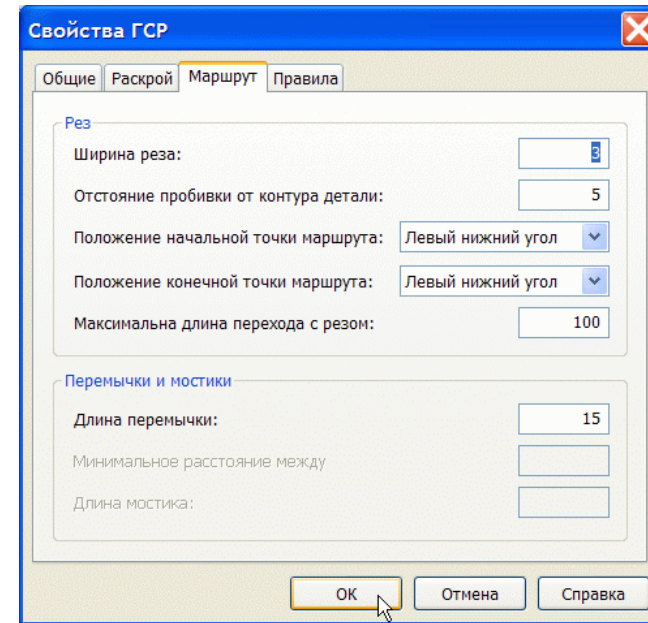 Свойства ГСР
Общие Раскрой Маршрут Правила
Рез
Ширина реза: 3
Отстояние пробивки от контура детали: 5
Положение начальной точки маршрута: Левый нижний угол
Положение конечной точки маршрута: Левый нижний угол
Максимальна длина перехода с резом: 100
Перемычки и мостики
Длина перемычки: 15
Минимальное расстояние между
Длина мостика:
ОК Отмена Справка